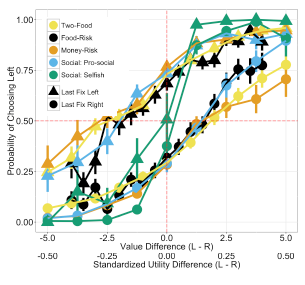 Probability of Choosing Left
1.00
0.75
0.50
0.25
0.00
Two-Food
Food-Risk
Money-Risk
Social: Pro-social
Social: Selfish
Last Fix Left
Last Fix Right
-5.0 -2.5 0.0 2.5 5.0
Value Difference (L - R)
-0.50 -0.25 0.00 0.25 0.50
Standardized Utility Difference (L - R)